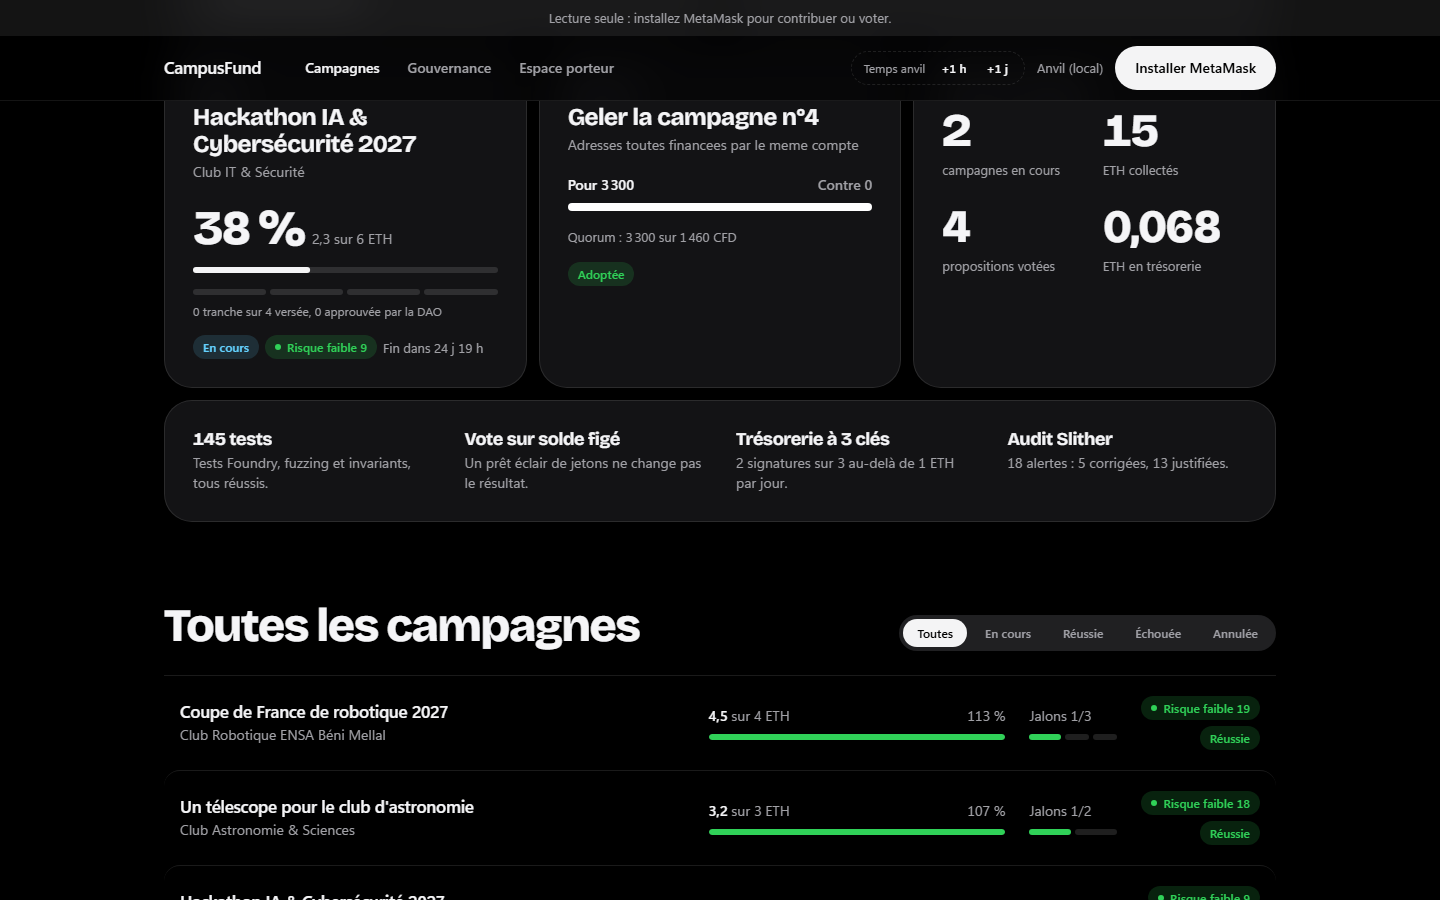 Lecture seule : installez MetaMask pour contribuer ou voter.
CampusFund Campagnes Gouvernance Espace porteur Temps anvil +1 h +1 j Anvil (local) Installer MetaMask
Hackathon IA &
Cybersécurité 2027
Club IT & Sécurité
38 % 2,3 sur 6 ETH
0 tranche sur 4 versée, 0 approuvée par la DAO
En cours Risque faible 9 Fin dans 24 j 19 h
Geler la campagne n°4
Adresses toutes financees par le meme compte
Pour 3 300 Contre 0
Quorum : 3 300 sur 1 460 CFD
Adoptée
2
campagnes en cours
15
ETH collectés
4
propositions votées
0,068
ETH en trésorerie
145 tests
Tests Foundry, fuzzing et invariants,
tous réussis.
Vote sur solde figé
Un prêt éclair de jetons ne change pas
le résultat.
Trésorerie à 3 clés
2 signatures sur 3 au-delà de 1 ETH
par jour.
Audit Slither
18 alertes : 5 corrigées, 13 justifiées.
Toutes les campagnes
Toutes En cours Réussie Échouée Annulée
Coupe de France de robotique 2027
Club Robotique ENSA Béni Mellal
4,5 sur 4 ETH 113 %
Jalons 1/3
Risque faible 19
Réussie
Un télescope pour le club d'astronomie
Club Astronomie & Sciences
3,2 sur 3 ETH 107 %
Jalons 1/2
Risque faible 18
Réussie
Hackathon IA & Cybersécurité 2027
Risque faible 9